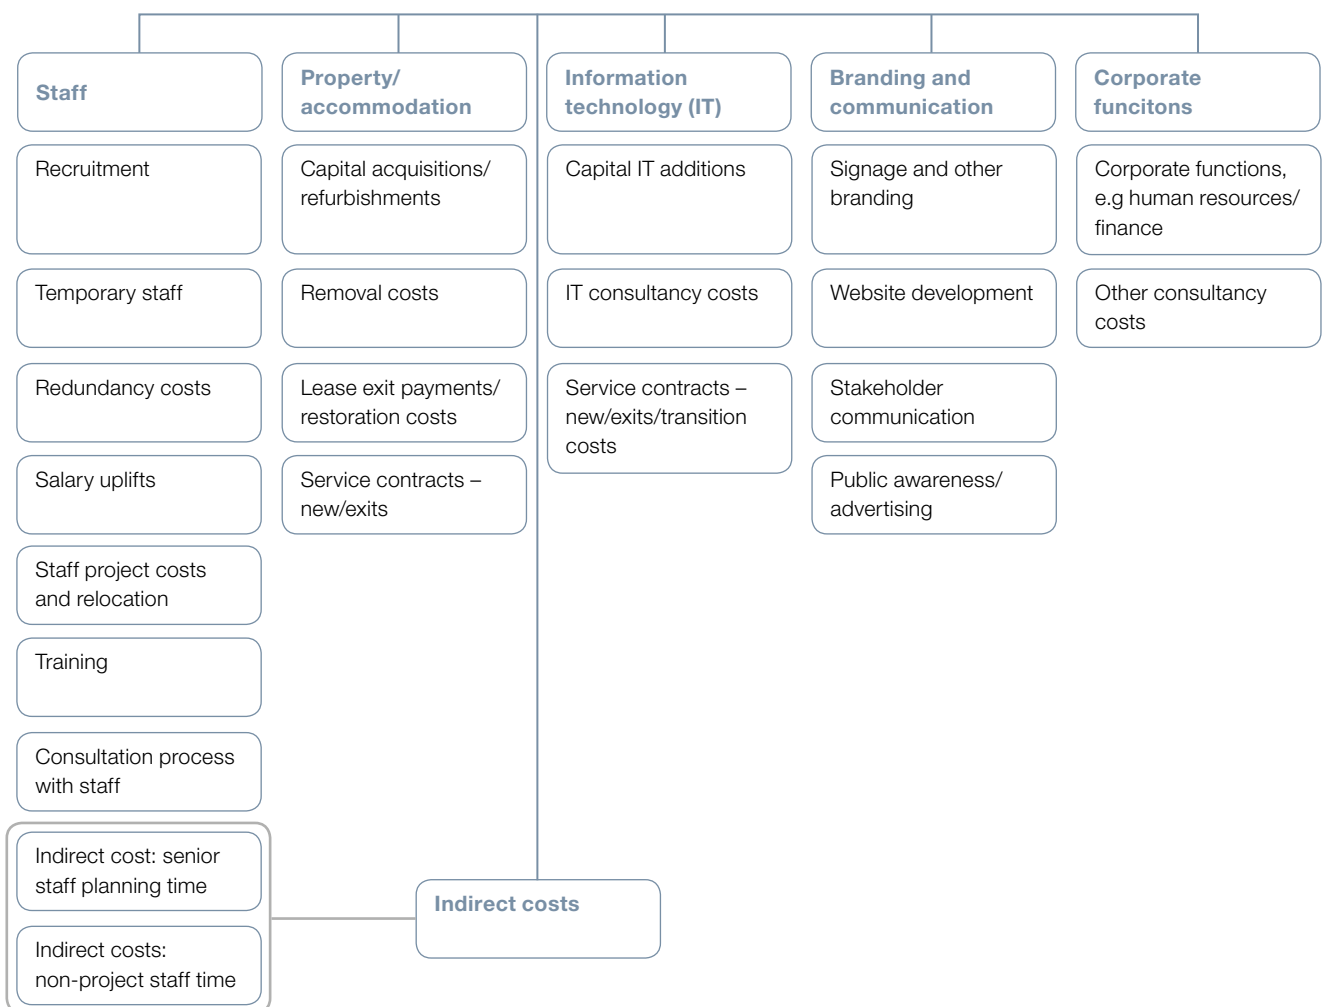 Staff
Recruitment
Temporary staff
Redundancy costs
Salary uplifts
Staff project costs
and relocation
Training
Consultation process
with staff
Indirect cost: senior
staff planning time
Indirect costs:
non-project staff time
Property/
accommodation
Capital acquisitions/
refurbishments
Removal costs
Lease exit payments/
restoration costs
Service contracts –
new/exits
Information
technology (IT)
Capital IT additions
IT consultancy costs
Service contracts –
new/exits/transition
costs
Branding and
communication
Signage and other
branding
Website development
Stakeholder
communication
Public awareness/
advertising
Corporate
funcitons
Corporate functions,
e.g human resources/
finance
Other consultancy
costs
Indirect costs